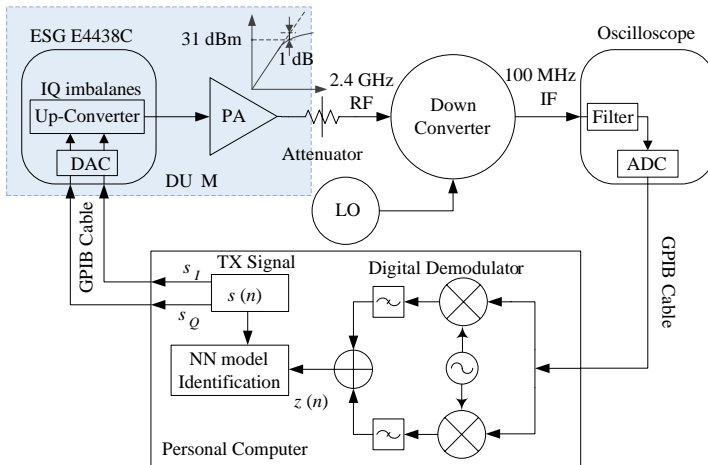 ESG E4438C
IQ imbalanes
Up-Converter
DAC
DU M
31 dBm
1 dB
PA
Attenuator
2.4 GHz
RF
Down
Converter
LO
100 MHz
IF
Oscilloscope
Filter
ADC
GPIB Cable
GPIB Cable
s_I
s_Q
TX Signal
s (n)
NN model
Identification
z (n)
Digital Demodulator
Personal Computer